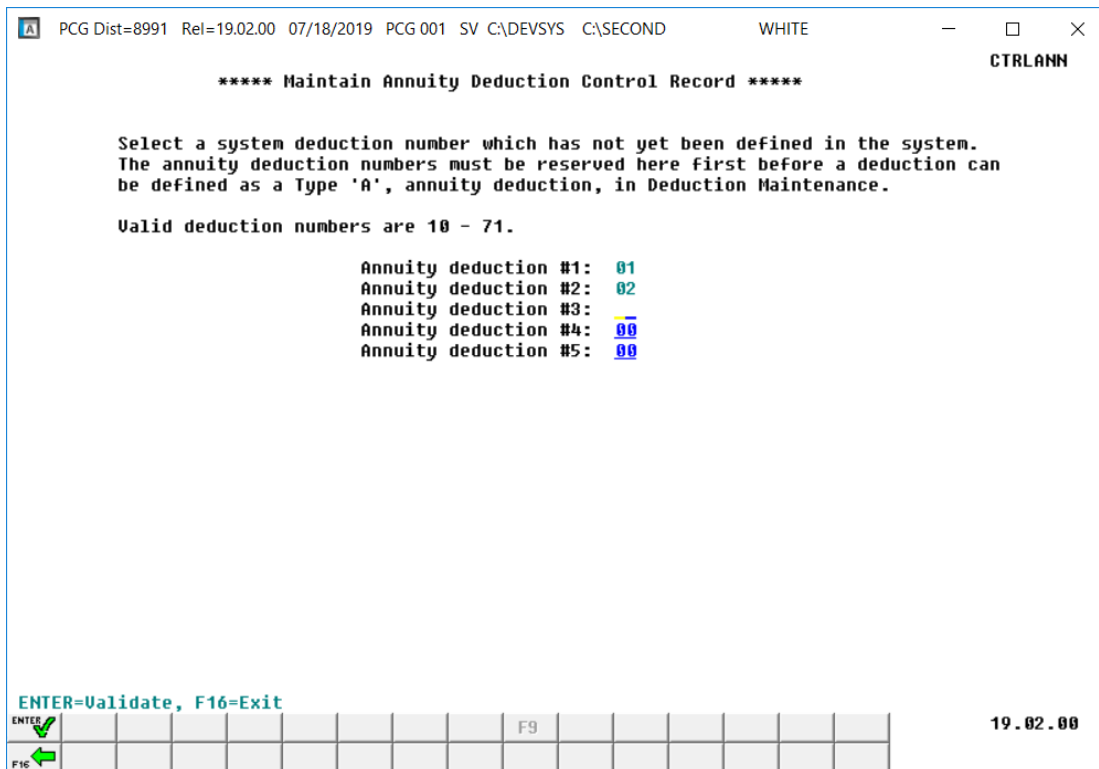 A PCG Dist=8991 Rel=19.02.00 07/18/2019 PCG 001 SV C:\DEVSYS C:\SECOND WHITE
CTRLANN
***** Maintain Annuity Deduction Control Record *****
Select a system deduction number which has not yet been defined in the system.
The annuity deduction numbers must be reserved here first before a deduction can
be defined as a Type 'A', annuity deduction, in Deduction Maintenance.
Valid deduction numbers are 10 - 71.
Annuity deduction #1: 01
Annuity deduction #2: 02
Annuity deduction #3: __
Annuity deduction #4: 00
Annuity deduction #5: 00
ENTER=Validate, F16=Exit
ENTER F9 19.02.00
F16